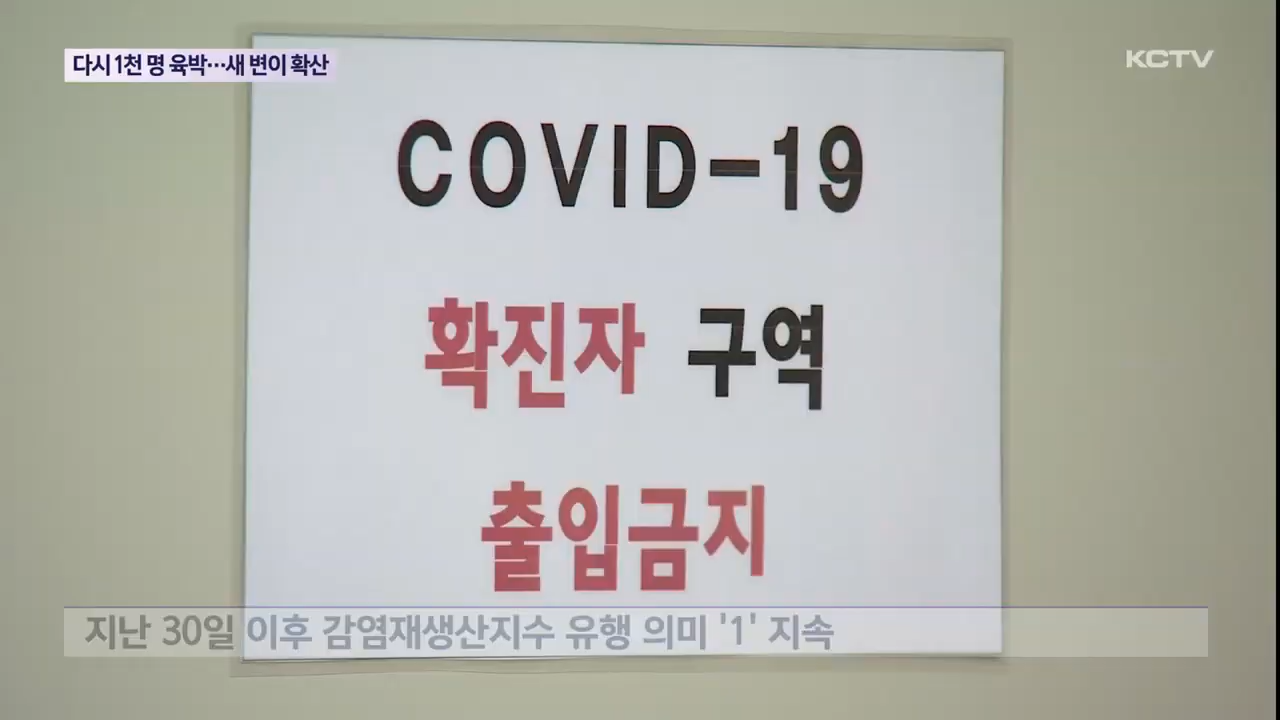 다시 1천 명 육박…새 변이 확산
KCTV
COVID-19
확진자 구역
출입금지
지난 30일 이후 감염재생산지수 유행 의미 '1' 지속